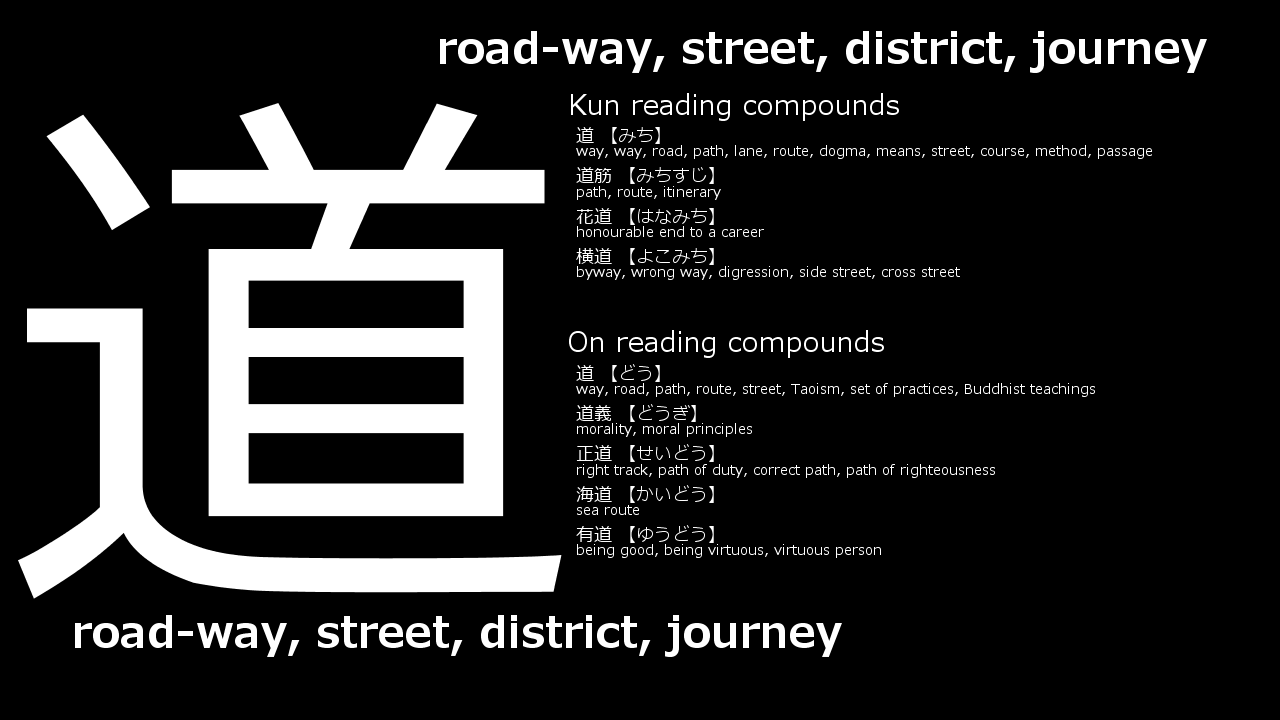 road-way, street, district, journey
道
Kun reading compounds
道 【みち】
way, way, road, path, lane, route, dogma, means, street, course, method, passage
道筋 【みちすじ】
path, route, itinerary
花道 【はなみち】
honourable end to a career
横道 【よこみち】
byway, wrong way, digression, side street, cross street
On reading compounds
道 【どう】
way, road, path, route, street, Taoism, set of practices, Buddhist teachings
道義 【どうぎ】
morality, moral principles
正道 【せいどう】
right track, path of duty, correct path, path of righteousness
海道 【かいどう】
sea route
有道 【ゆうどう】
being good, being virtuous, virtuous person
road-way, street, district, journey